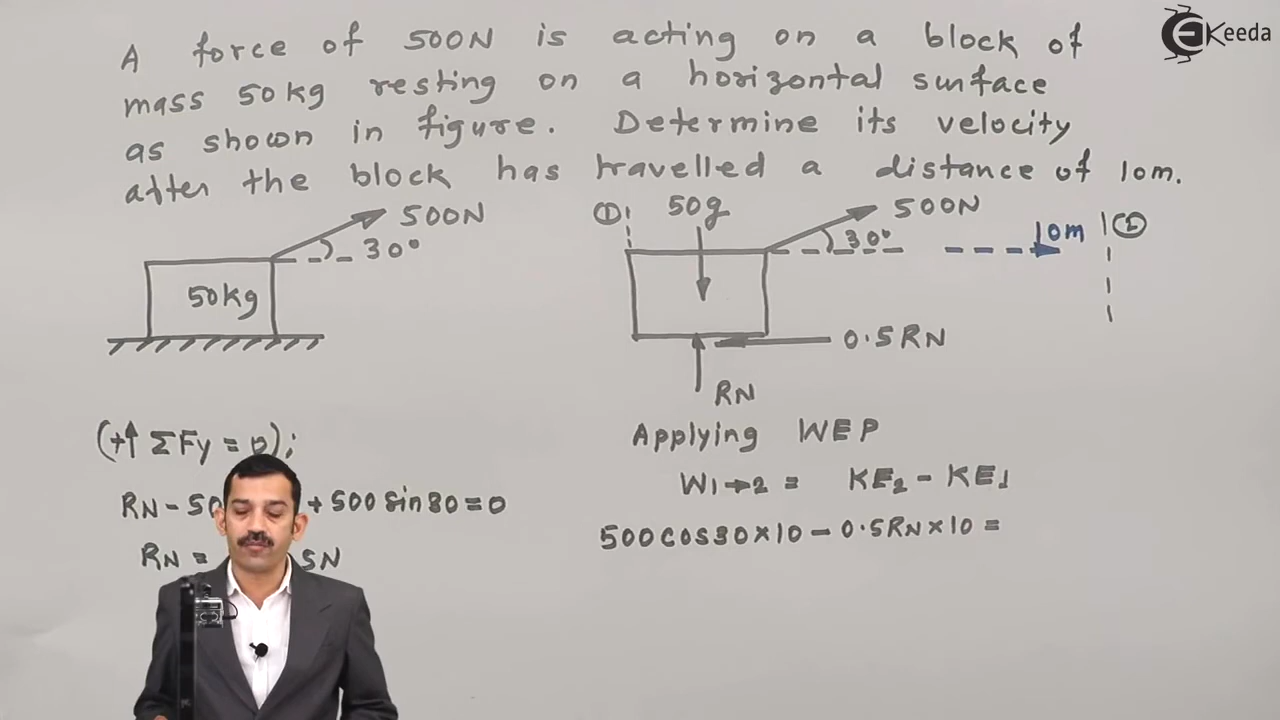 EKeeda
A force of 500N is acting on a block of
mass 50kg resting on a horizontal surface
as shown in figure. Determine its velocity
after the block has travelled a distance of 10m.
500N
30°
50kg
① 50g 500N
30° 10m ②
0.5RN
RN
(+↑ ΣFy = 0);
RN - 50 + 500 sin30 = 0
RN = 5N
Applying WEP
W1→2 = KE2 - KE1
500cos30×10 - 0.5RN×10 =